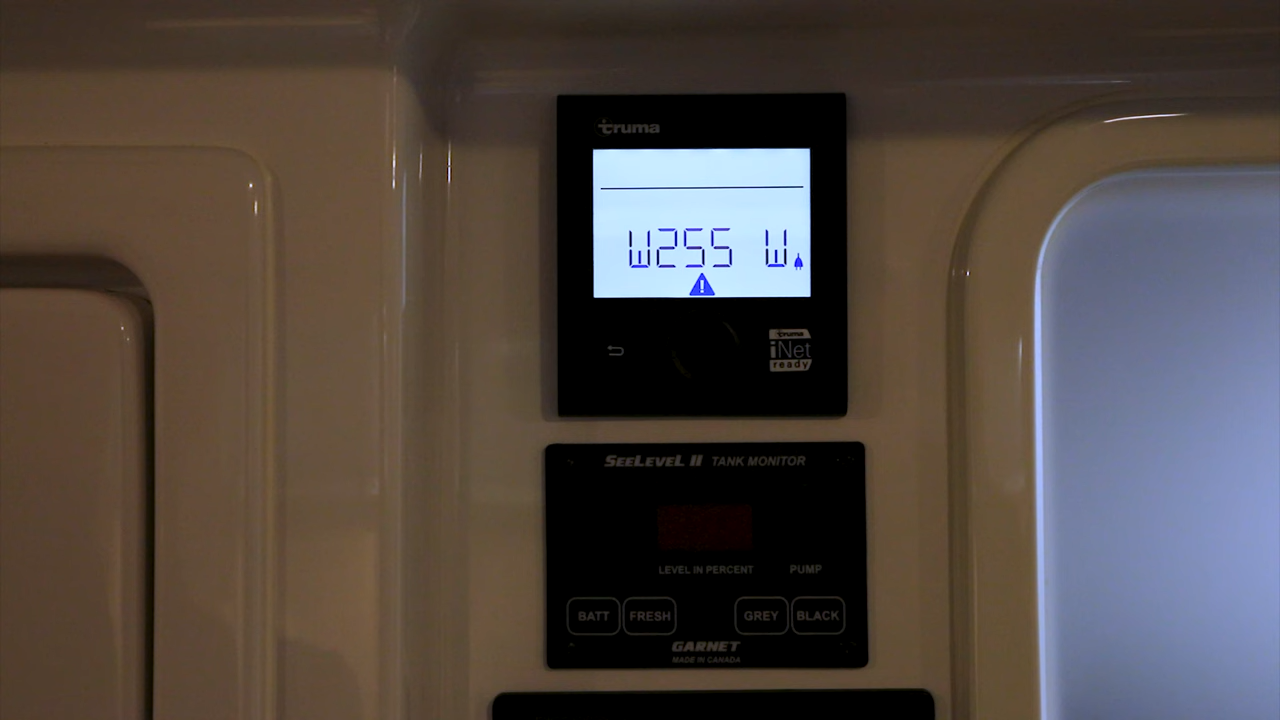 truma
W255 W
truma
iNet
ready
SEELEVEL II TANK MONITOR
LEVEL IN PERCENT PUMP
BATT FRESH GREY BLACK
GARNET
MADE IN CANADA